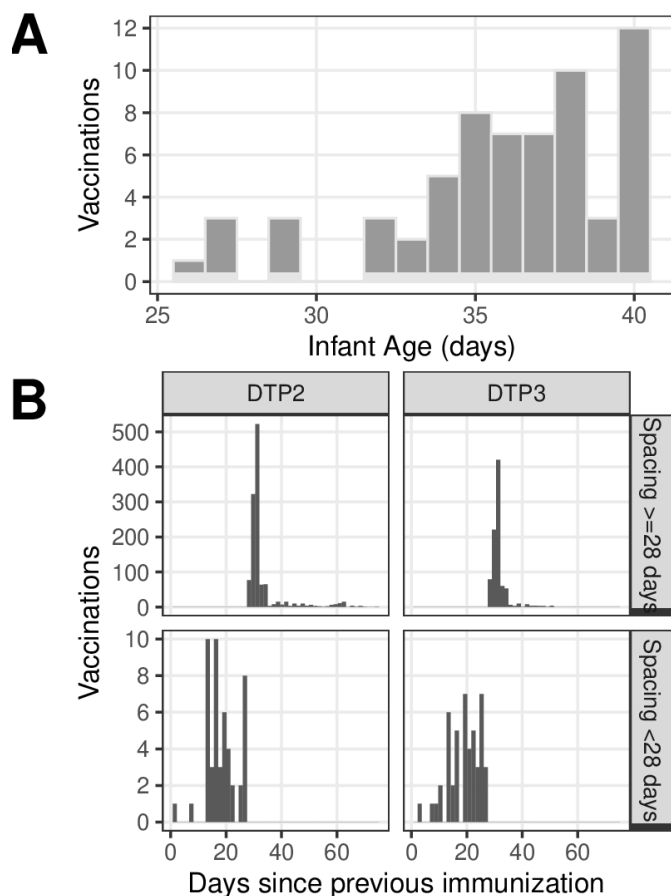 A
12
10
8
6
4
2
0
Vaccinations
25 30 35 40
Infant Age (days)
B
DTP2 DTP3
500
400
300
200
100
0
Spacing >=28 days
Vaccinations
10
8
6
4
2
0
Spacing <28 days
0 20 40 60 0 20 40 60
Days since previous immunization